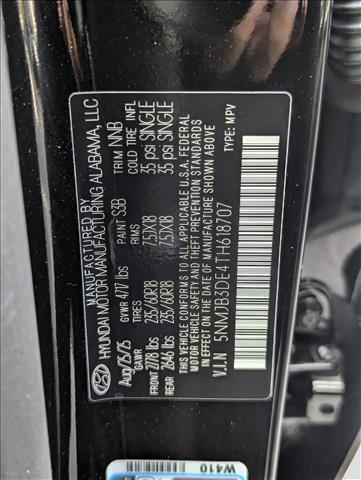 MANUFACTURED BY
HYUNDAI MOTOR MANUFACTURING ALABAMA, LLC
Aug/25/25 GVWR 4717 lbs PAINT S3B TRIM NNB
GAWR TIRES RIMS COLD TIRE INFL
FRONT 2778 lbs 235/60R18 7.5JX18 35 psi SINGLE
REAR 2646 lbs 235/60R18 7.5JX18 35 psi SINGLE
THIS VEHICLE CONFORMS TO ALL APPLICABLE U.S.A. FEDERAL
MOTOR VEHICLE SAFETY AND THEFT PREVENTION STANDARDS
IN EFFECT ON THE DATE OF MANUFACTURE SHOWN ABOVE.
V.I.N 5NMJB3DE4TH618707 TYPE: MPV
W410